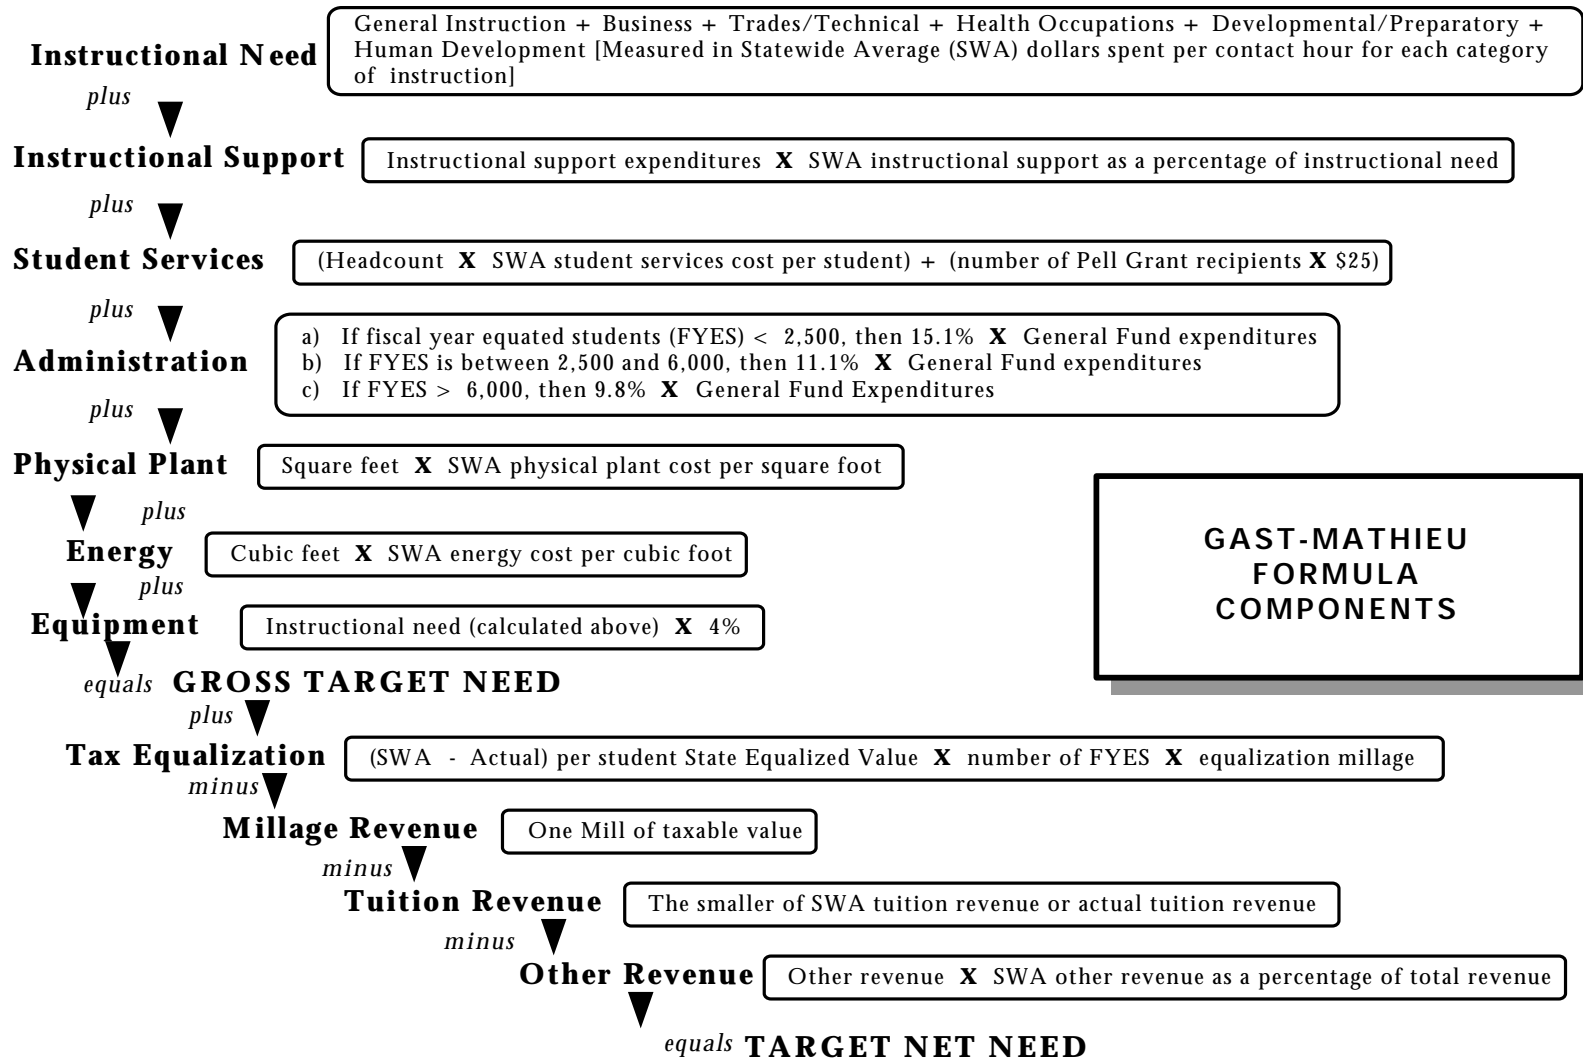 General Instruction + Business + Trades/Technical + Health Occupations + Developmental/Preparatory +
Instructional Need Human Development [Measured in Statewide Average (SWA) dollars spent per contact hour for each category
of instruction]
plus
Instructional Support Instructional support expenditures X SWA instructional support as a percentage of instructional need
plus
Student Services (Headcount X SWA student services cost per student) + (number of Pell Grant recipients X $25)
plus
a) If fiscal year equated students (FYES) < 2,500, then 15.1% X General Fund expenditures
Administration b) If FYES is between 2,500 and 6,000, then 11.1% X General Fund expenditures
c) If FYES > 6,000, then 9.8% X General Fund Expenditures
plus
Physical Plant Square feet X SWA physical plant cost per square foot
plus
Energy Cubic feet X SWA energy cost per cubic foot
plus
Equipment Instructional need (calculated above) X 4%
GAST-MATHIEU
FORMULA
COMPONENTS
equals GROSS TARGET NEED
plus
Tax Equalization (SWA - Actual) per student State Equalized Value X number of FYES X equalization millage
minus
Millage Revenue One Mill of taxable value
minus
Tuition Revenue The smaller of SWA tuition revenue or actual tuition revenue
minus
Other Revenue Other revenue X SWA other revenue as a percentage of total revenue
equals TARGET NET NEED